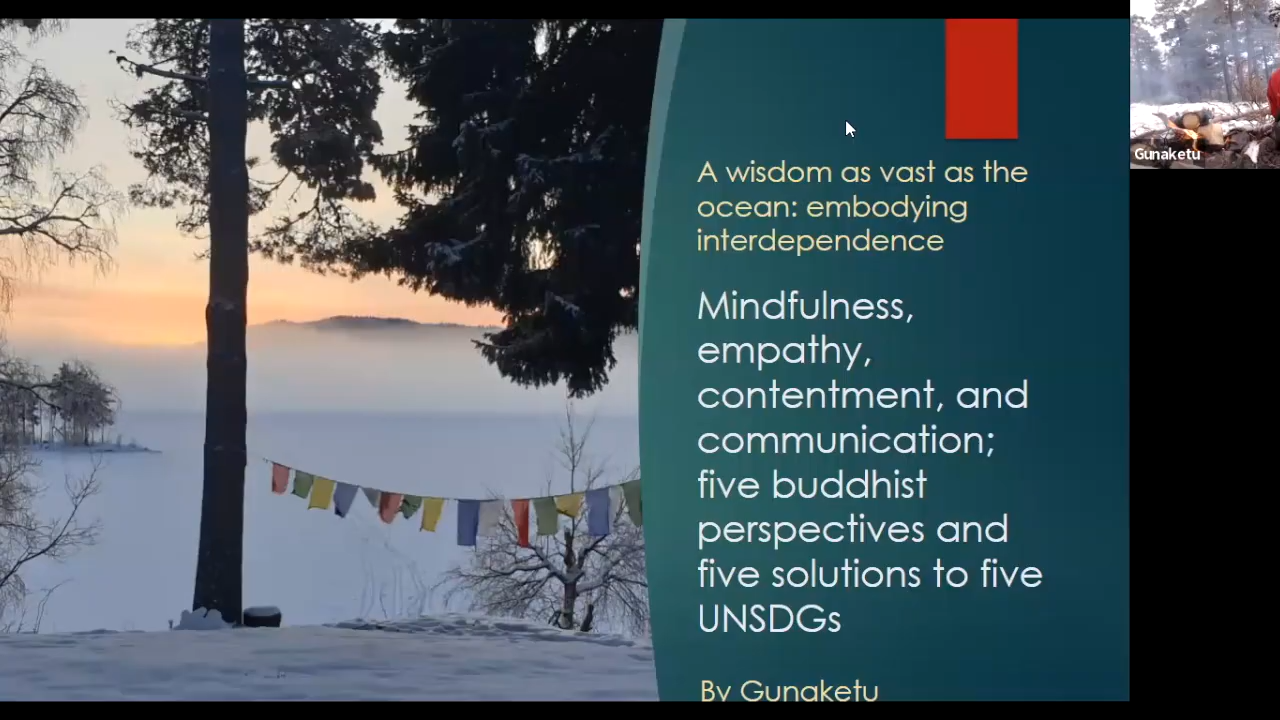 A wisdom as vast as the
ocean: embodying
interdependence
Mindfulness,
empathy,
contentment, and
communication;
five buddhist
perspectives and
five solutions to five
UNSDGs
By Gunaketu
Gunaketu